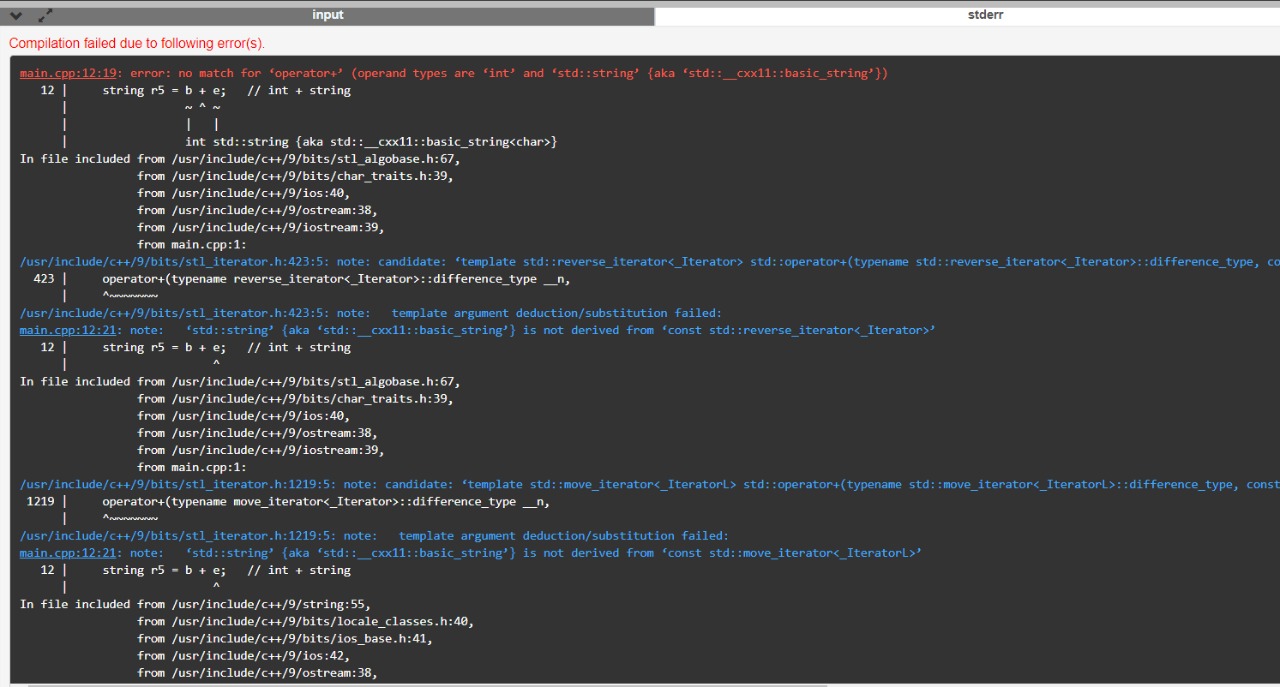 input
stderr
Compilation failed due to following error(s).
main.cpp:12:19: error: no match for ‘operator+’ (operand types are ‘int’ and ‘std::string’ {aka ‘std::__cxx11::basic_string’})
12 |     string r5 = b + e;   // int + string
|                 ~ ^ ~
|                 |   |
|                 int std::string {aka std::__cxx11::basic_string<char>}
In file included from /usr/include/c++/9/bits/stl_algobase.h:67,
from /usr/include/c++/9/bits/char_traits.h:39,
from /usr/include/c++/9/ios:40,
from /usr/include/c++/9/ostream:38,
from /usr/include/c++/9/iostream:39,
from main.cpp:1:
/usr/include/c++/9/bits/stl_iterator.h:423:5: note: candidate: ‘template std::reverse_iterator<_Iterator> std::operator+(typename std::reverse_iterator<_Iterator>::difference_type, co
423 |     operator+(typename reverse_iterator<_Iterator>::difference_type __n,
|     ^~~~~~~~
/usr/include/c++/9/bits/stl_iterator.h:423:5: note:   template argument deduction/substitution failed:
main.cpp:12:21: note:   ‘std::string’ {aka ‘std::__cxx11::basic_string’} is not derived from ‘const std::reverse_iterator<_Iterator>’
12 |     string r5 = b + e;   // int + string
|                     ^
In file included from /usr/include/c++/9/bits/stl_algobase.h:67,
from /usr/include/c++/9/bits/char_traits.h:39,
from /usr/include/c++/9/ios:40,
from /usr/include/c++/9/ostream:38,
from /usr/include/c++/9/iostream:39,
from main.cpp:1:
/usr/include/c++/9/bits/stl_iterator.h:1219:5: note: candidate: ‘template std::move_iterator<_IteratorL> std::operator+(typename std::move_iterator<_IteratorL>::difference_type, const
1219 |     operator+(typename move_iterator<_Iterator>::difference_type __n,
|     ^~~~~~~~
/usr/include/c++/9/bits/stl_iterator.h:1219:5: note:   template argument deduction/substitution failed:
main.cpp:12:21: note:   ‘std::string’ {aka ‘std::__cxx11::basic_string’} is not derived from ‘const std::move_iterator<_IteratorL>’
12 |     string r5 = b + e;   // int + string
|                     ^
In file included from /usr/include/c++/9/string:55,
from /usr/include/c++/9/bits/locale_classes.h:40,
from /usr/include/c++/9/bits/ios_base.h:41,
from /usr/include/c++/9/ios:42,
from /usr/include/c++/9/ostream:38,